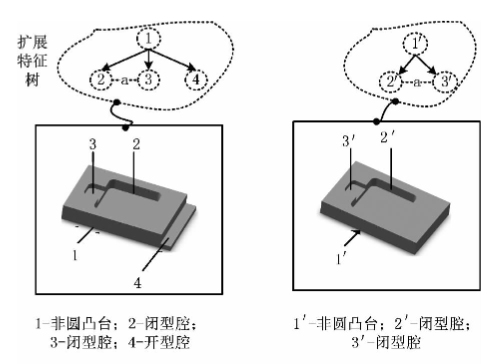 扩展
特征
树
1
2
a
3
4
1′
2′
a
3′
3
2
1
4
3′
2′
1′
1-非圆凸台；2-闭型腔；
3-闭型腔；4-开型腔
1′-非圆凸台；2′-闭型腔；
3′-闭型腔